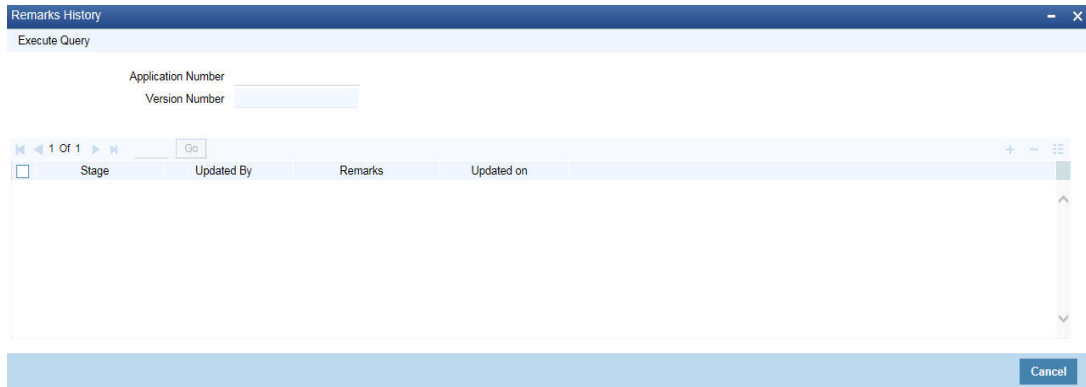 Remarks History
Execute Query
Application Number
Version Number
1 Of 1 Go
Stage Updated By Remarks Updated on
Cancel